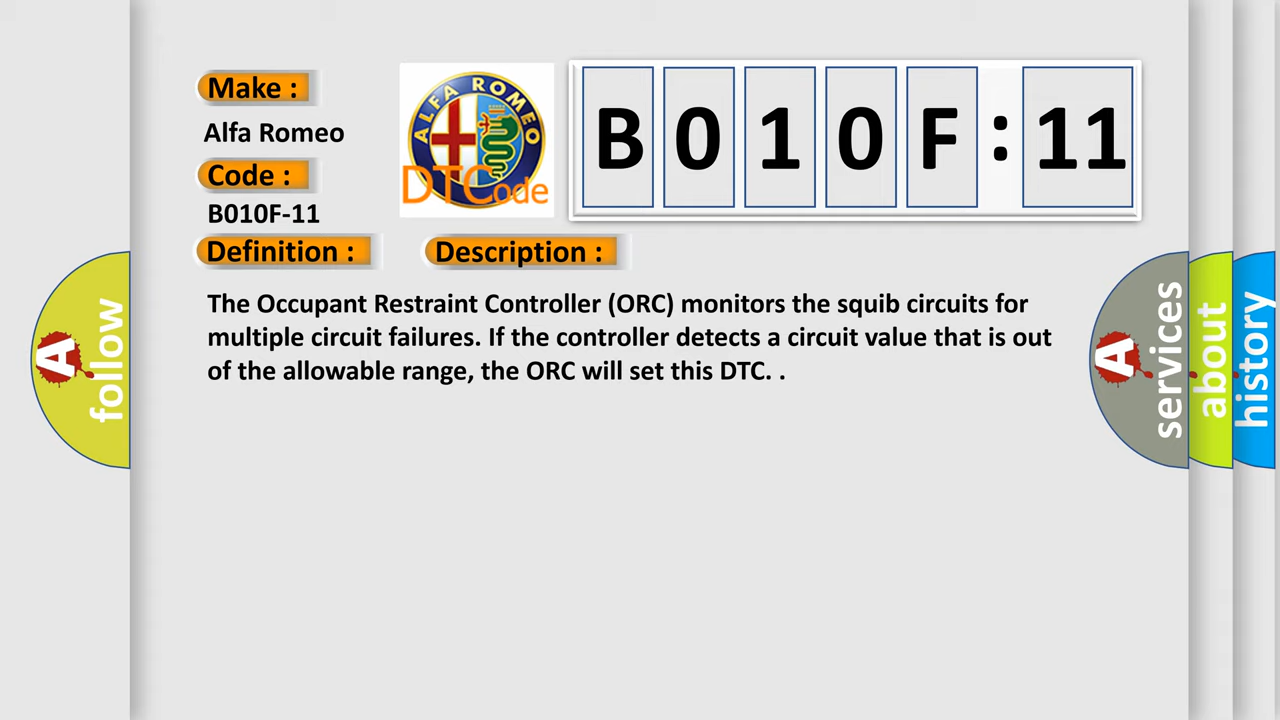 Make :
Alfa Romeo
Code :
B010F-11
ALFA ROMEO
DTCode
B 0 1 0 F : 11
Definition :
Description :
The Occupant Restraint Controller (ORC) monitors the squib circuits for
multiple circuit failures. If the controller detects a circuit value that is out
of the allowable range, the ORC will set this DTC. .
A follow
A services
about
history